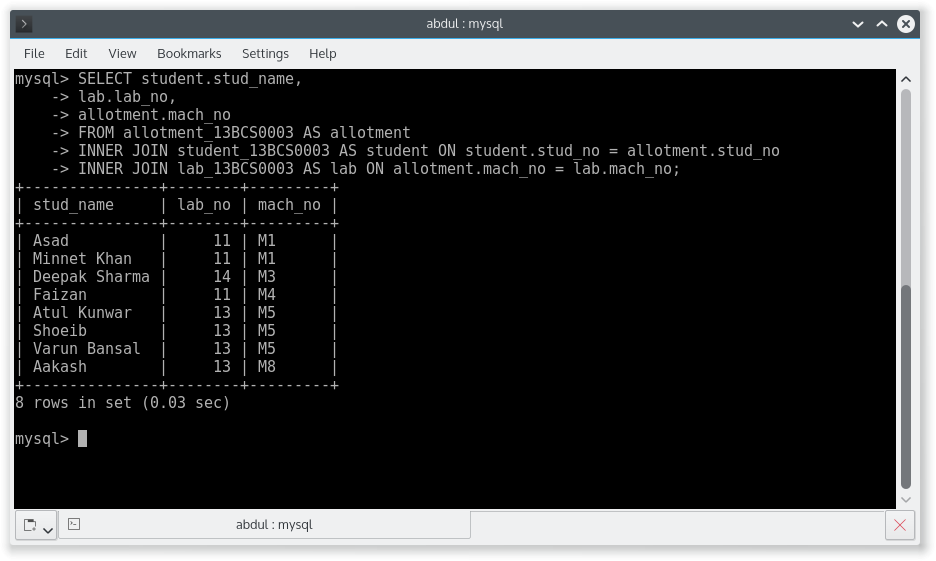 abdul : mysql
File Edit View Bookmarks Settings Help
mysql> SELECT student.stud_name,
    -> lab.lab_no,
    -> allotment.mach_no
    -> FROM allotment_13BCS0003 AS allotment
    -> INNER JOIN student_13BCS0003 AS student ON student.stud_no = allotment.stud_no
    -> INNER JOIN lab_13BCS0003 AS lab ON allotment.mach_no = lab.mach_no;
+---------------+--------+---------+
| stud_name     | lab_no | mach_no |
+---------------+--------+---------+
| Asad          |     11 | M1      |
| Minnet Khan   |     11 | M1      |
| Deepak Sharma |     14 | M3      |
| Faizan        |     11 | M4      |
| Atul Kunwar   |     13 | M5      |
| Shoeib        |     13 | M5      |
| Varun Bansal  |     13 | M5      |
| Aakash        |     13 | M8      |
+---------------+--------+---------+
8 rows in set (0.03 sec)
mysql>
abdul : mysql